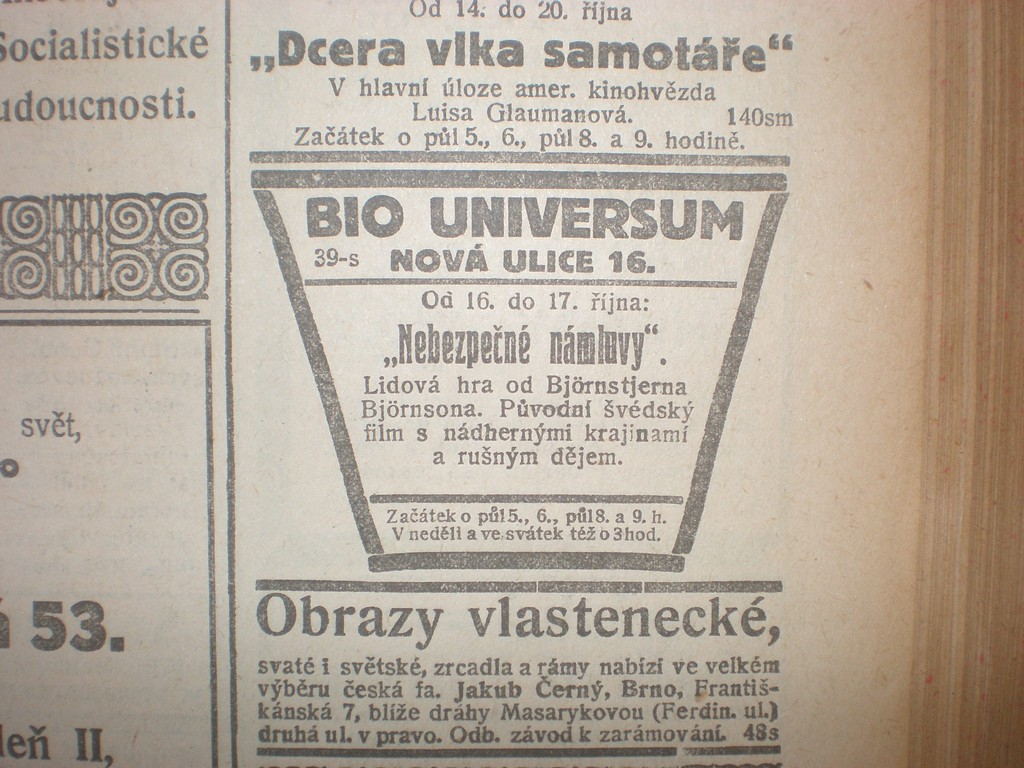 Socialistické
udoucnosti.
svět,
53.
deň II,
Od 14. do 20. října
„Dcera vlka samotáře“
V hlavní úloze amer. kinohvězda
Luisa Glaumanová. 140sm
Začátek o půl 5., 6., půl 8. a 9. hodině.
BIO UNIVERSUM
39-s NOVÁ ULICE 16.
Od 16. do 17. října:
„Nebezpečné námluvy“.
Lidová hra od Björnstjerna
Björnsona. Původní švédský
film s nádhernými krajinami
a rušným dějem.
Začátek o půl 5., 6., půl 8. a 9. h.
V neděli a ve svátek též o 3 hod.
Obrazy vlastenecké,
svaté i světské, zrcadla a rámy nabízí ve velkém
výběru česká fa. Jakub Černý, Brno, Františ-
kánská 7, blíže dráhy Masarykovou (Ferdin. ul.)
druhá ul. v pravo. Odb. závod k zarámování. 48s